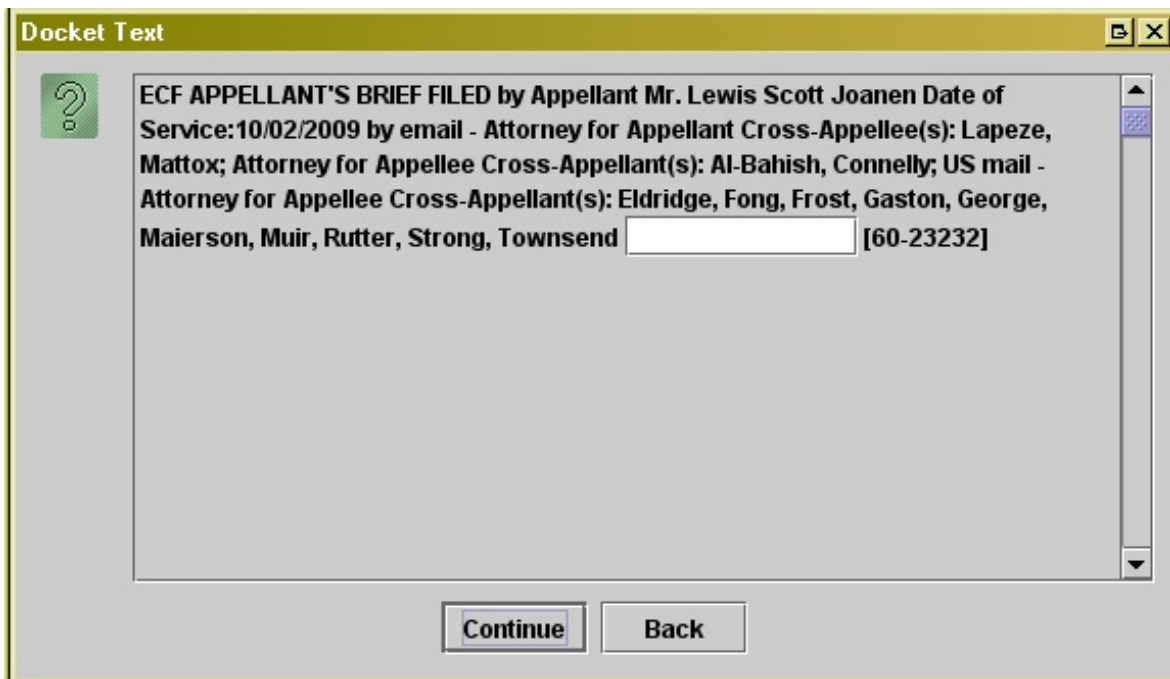 Docket Text
ECF APPELLANT'S BRIEF FILED by Appellant Mr. Lewis Scott Joanen Date of
Service:10/02/2009 by email - Attorney for Appellant Cross-Appellee(s): Lapeze,
Mattox; Attorney for Appellee Cross-Appellant(s): Al-Bahish, Connelly; US mail -
Attorney for Appellee Cross-Appellant(s): Eldridge, Fong, Frost, Gaston, George,
Maierson, Muir, Rutter, Strong, Townsend [60-23232]
Continue Back